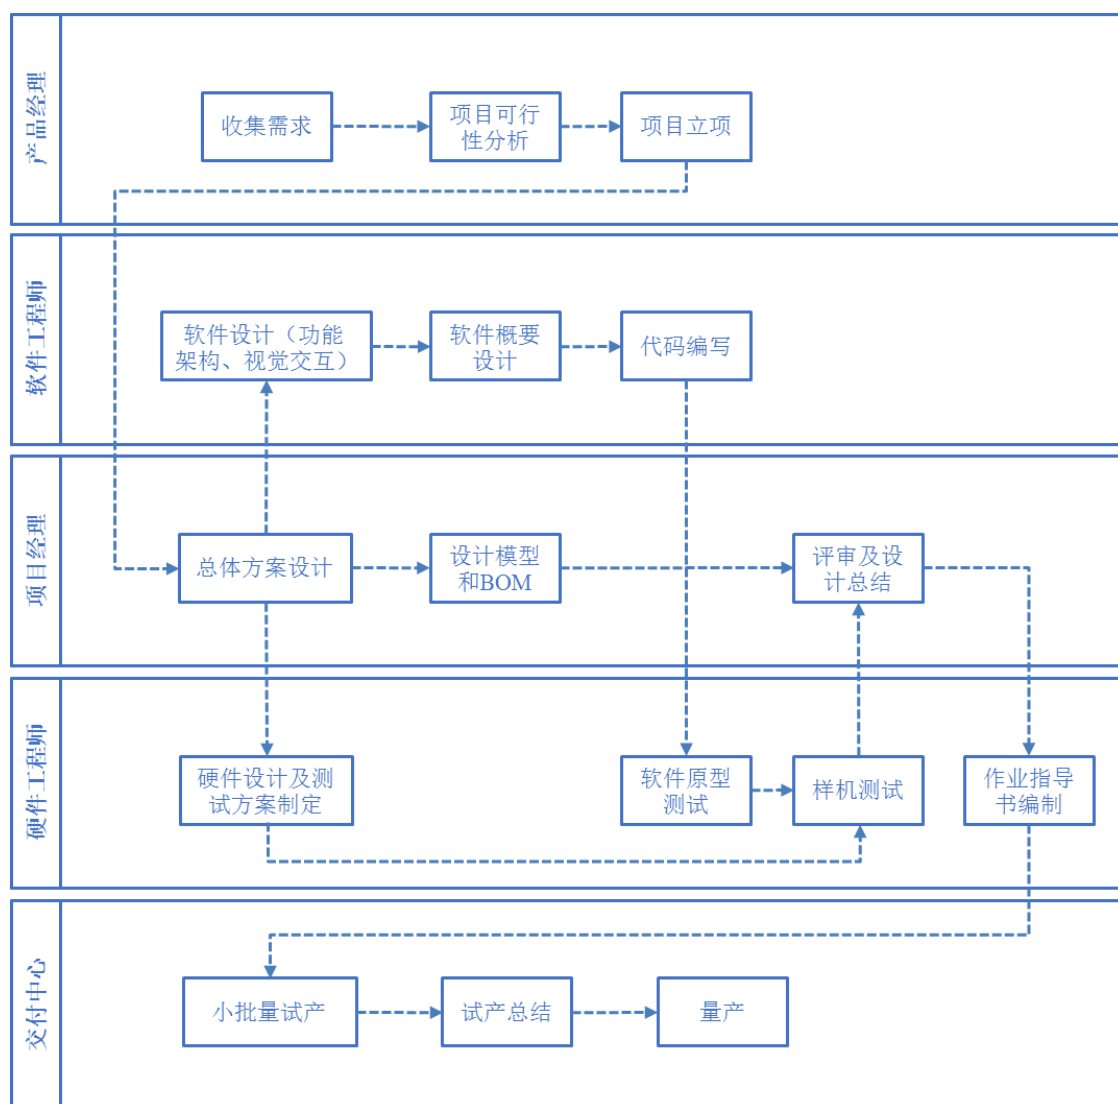 产品经理
收集需求
项目可行
性分析
项目立项
软件工程师
软件设计（功能
架构、视觉交互）
软件概要
设计
代码编写
项目经理
总体方案设计
设计模型
和BOM
评审及设
计总结
硬件工程师
硬件设计及测
试方案制定
软件原型
测试
样机测试
作业指导
书编制
交付中心
小批量试产
试产总结
量产